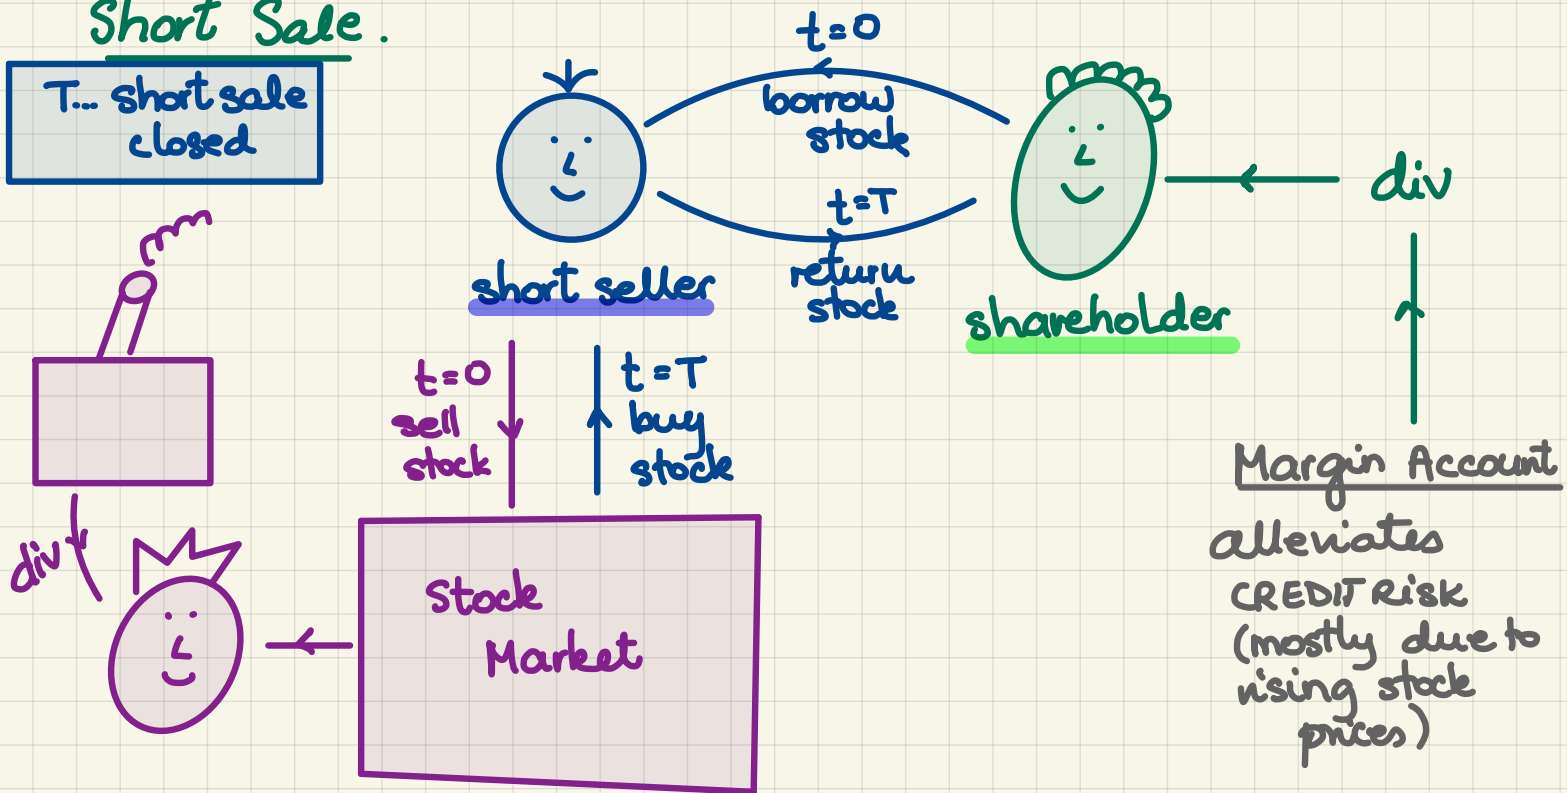 Short Sale.
T... short sale
closed
t=0
borrow
stock
t=T
return
stock
short seller
shareholder
div
t=0
sell
stock
t=T
buy
stock
div
Stock
Market
Margin Account
alleviates
CREDIT RISK
(mostly due to
rising stock
prices)